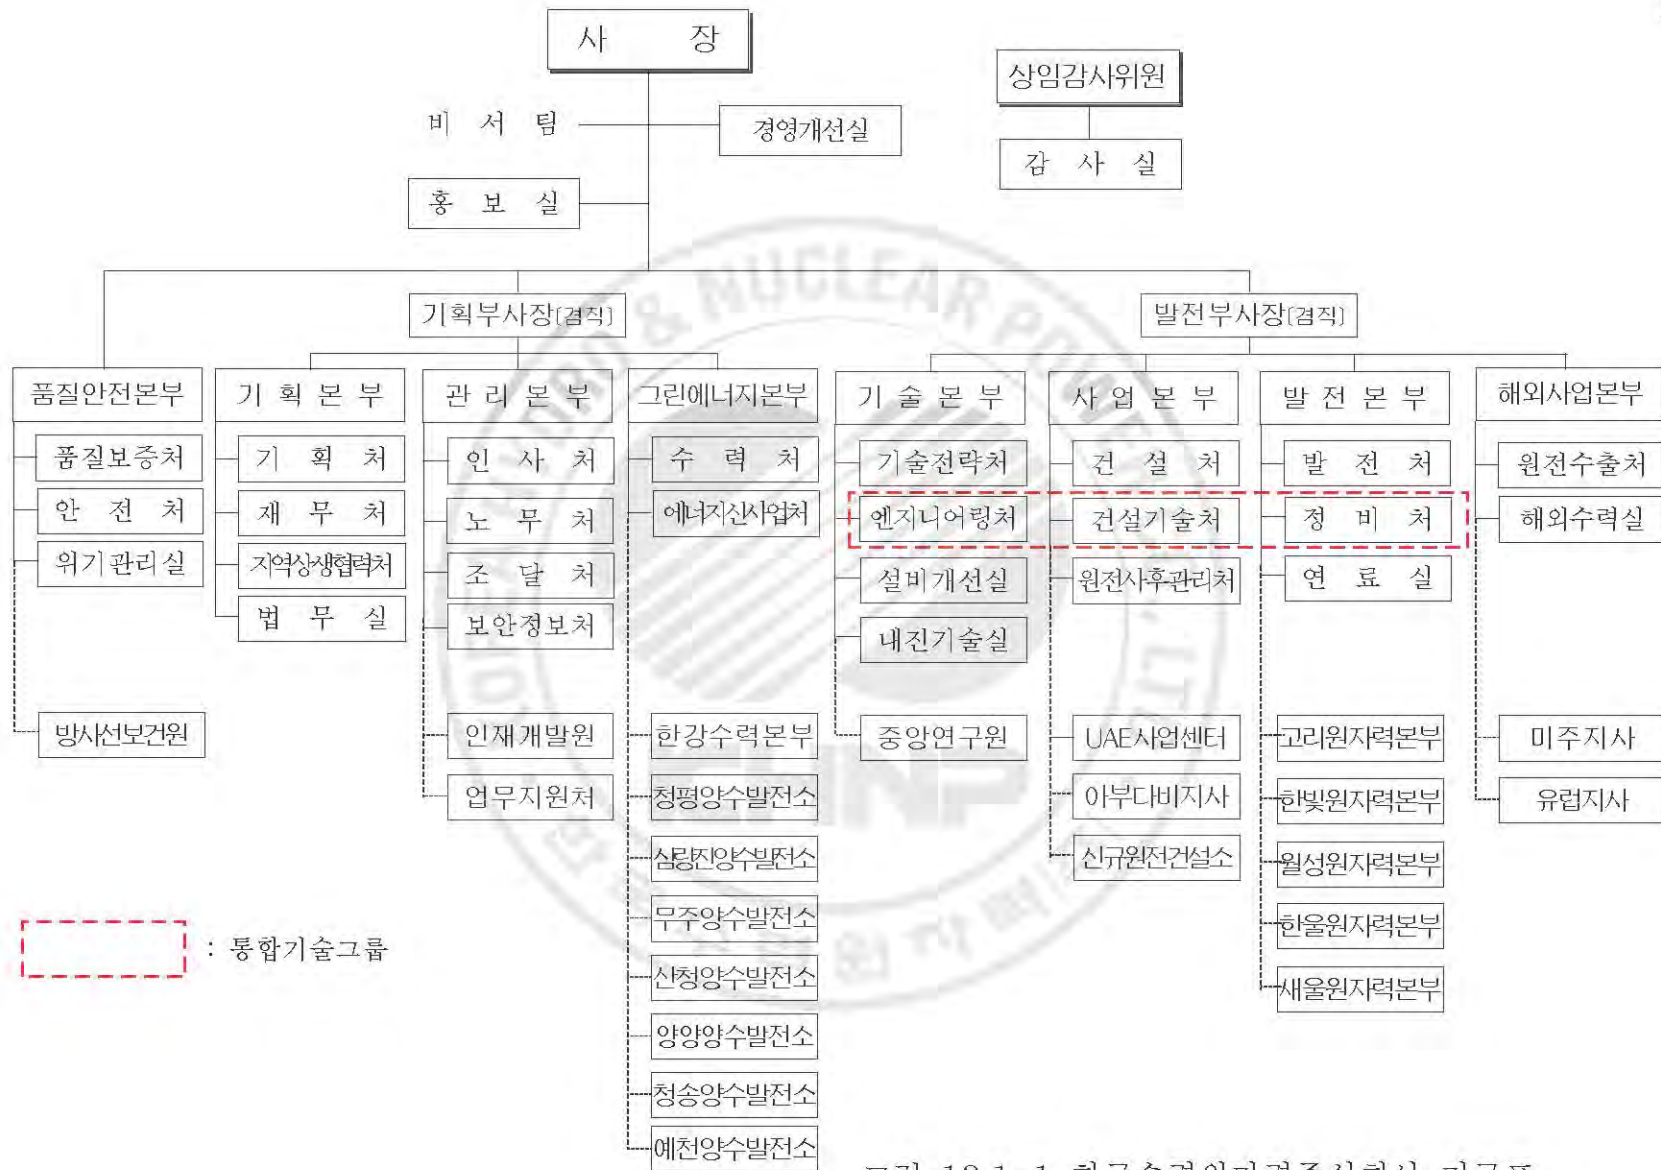 사 장
상임감사위원
비 서 팀
경영개선실
감 사 실
홍 보 실
기획부사장[겸직]
발전부사장[겸직]
품질안전본부
품질보증처
안 전 처
위기관리실
방사선보건원
기 획 본 부
기 획 처
재 무 처
지역상생협력처
법 무 실
관 리 본 부
인 사 처
노 무 처
조 달 처
보안정보처
인재개발원
업무지원처
그린에너지본부
수 력 처
에너지신사업처
한강수력본부
청평양수발전소
삼랑진양수발전소
무주양수발전소
산청양수발전소
양양양수발전소
청송양수발전소
예천양수발전소
기 술 본 부
기술전략처
엔지니어링처
설비개선실
내진기술실
중앙연구원
사 업 본 부
건 설 처
건설기술처
원전사후관리처
UAE사업센터
아부다비지사
신규원전건설소
발 전 본 부
발 전 처
정 비 처
연 료 실
고리원자력본부
한빛원자력본부
월성원자력본부
한울원자력본부
새울원자력본부
해외사업본부
원전수출처
해외수력실
미주지사
유럽지사
: 통합기술그룹
KOREA HYDRO & NUCLEAR POWER CO., LTD
KHNP